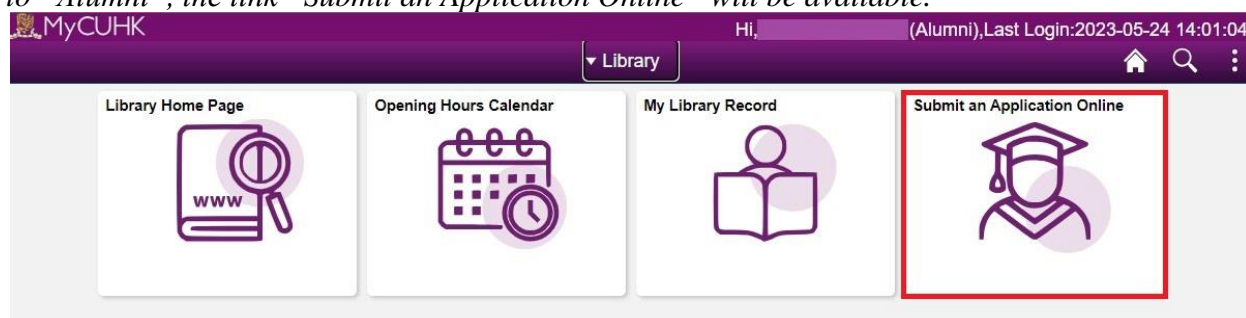 to "Alumni", the link "Submit an Application Online" will be available.
MyCUHK
Hi, (Alumni),Last Login:2023-05-24 14:01:04
Library
Library Home Page
Opening Hours Calendar
My Library Record
Submit an Application Online
www